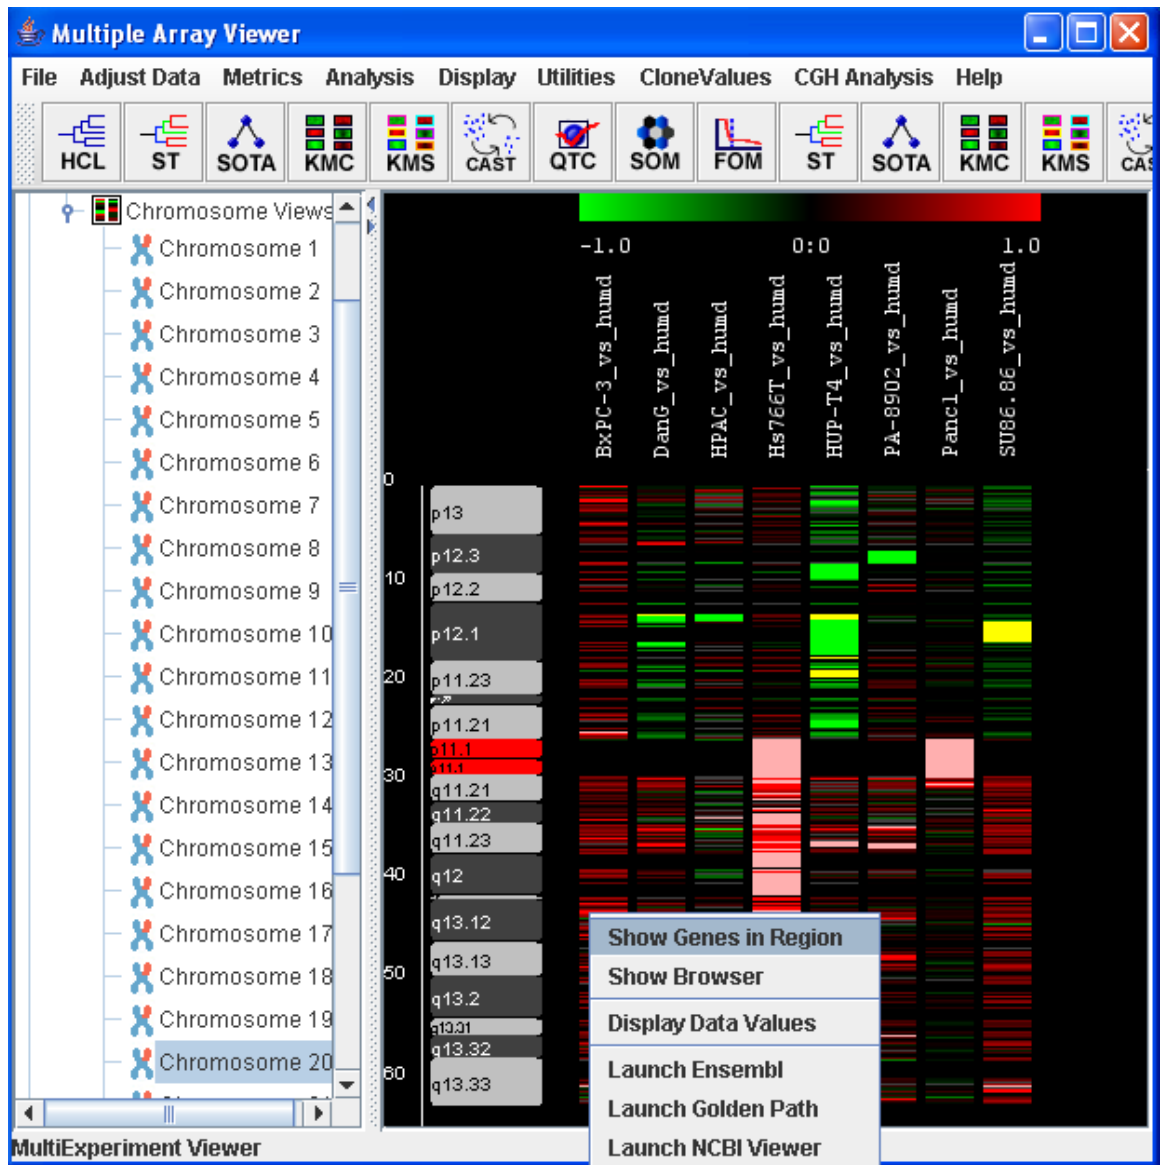 Multiple Array Viewer
File Adjust Data Metrics Analysis Display Utilities CloneValues CGH Analysis Help
HCL ST SOTA KMC KMS CAST QTC SOM FOM ST SOTA KMC KMS CAS
Chromosome Views
Chromosome 1
Chromosome 2
Chromosome 3
Chromosome 4
Chromosome 5
Chromosome 6
Chromosome 7
Chromosome 8
Chromosome 9
Chromosome 10
Chromosome 11
Chromosome 12
Chromosome 13
Chromosome 14
Chromosome 15
Chromosome 16
Chromosome 17
Chromosome 18
Chromosome 19
Chromosome 20
-1.0 0:0 1.0
BxPC-3_vs_humd
DanG_vs_humd
HPAC_vs_humd
Hs766T_vs_humd
HUP-T4_vs_humd
PA-8902_vs_humd
Panc1_vs_humd
SU86.86_vs_humd
0
p13
p12.3
10
p12.2
p12.1
20
p11.23
p11.21
p11.1
30
q11.1
q11.21
q11.22
q11.23
40
q12
q13.12
q13.13
50
q13.2
q13.31
q13.32
60
q13.33
Show Genes in Region
Show Browser
Display Data Values
Launch Ensembl
Launch Golden Path
Launch NCBI Viewer
MultiExperiment Viewer